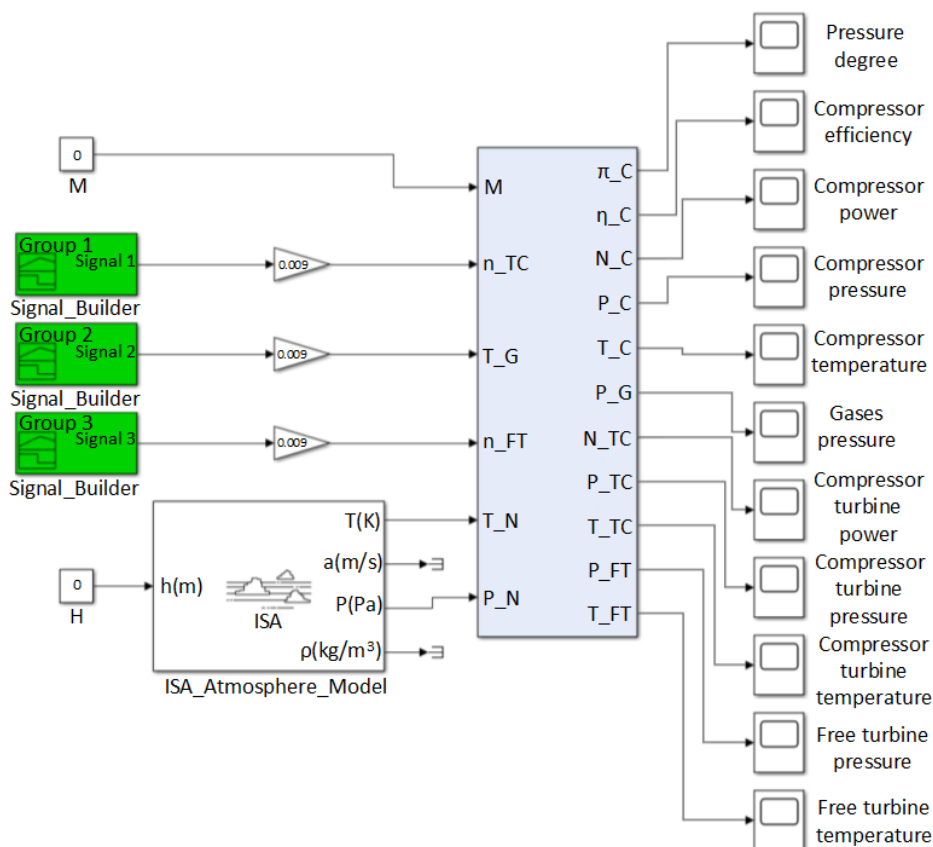 0
M
Group 1
Signal 1
Signal_Builder
0.009
Group 2
Signal 2
Signal_Builder
0.009
Group 3
Signal 3
Signal_Builder
0.009
0
H
h(m)
T(K)
a(m/s)
P(Pa)
ρ(kg/m³)
ISA
ISA_Atmosphere_Model
M
n_TC
T_G
n_FT
T_N
P_N
π_C
η_C
N_C
P_C
T_C
P_G
N_TC
P_TC
T_TC
P_FT
T_FT
Pressure
degree
Compressor
efficiency
Compressor
power
Compressor
pressure
Compressor
temperature
Gases
pressure
Compressor
turbine
power
Compressor
turbine
pressure
Compressor
turbine
temperature
Free turbine
pressure
Free turbine
temperature